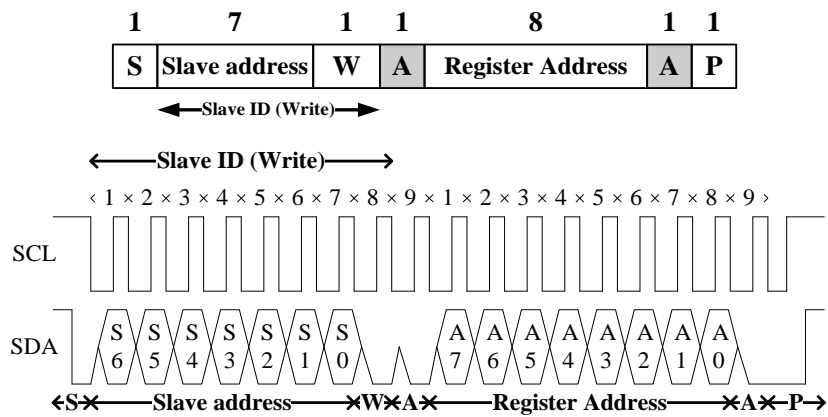 1 7 1 1 8 1 1
S Slave address W A Register Address A P
Slave ID (Write)
Slave ID (Write)
‹ 1 × 2 × 3 × 4 × 5 × 6 × 7 × 8 × 9 × 1 × 2 × 3 × 4 × 5 × 6 × 7 × 8 × 9 ›
SCL
SDA
S6 S5 S4 S3 S2 S1 S0 A7 A6 A5 A4 A3 A2 A1 A0
S Slave address W A Register Address A P